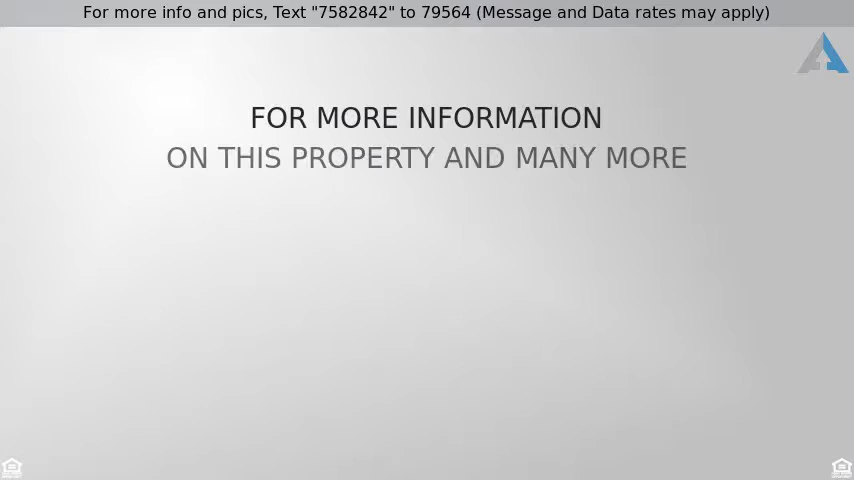 For more info and pics, Text "7582842" to 79564 (Message and Data rates may apply)
FOR MORE INFORMATION
ON THIS PROPERTY AND MANY MORE